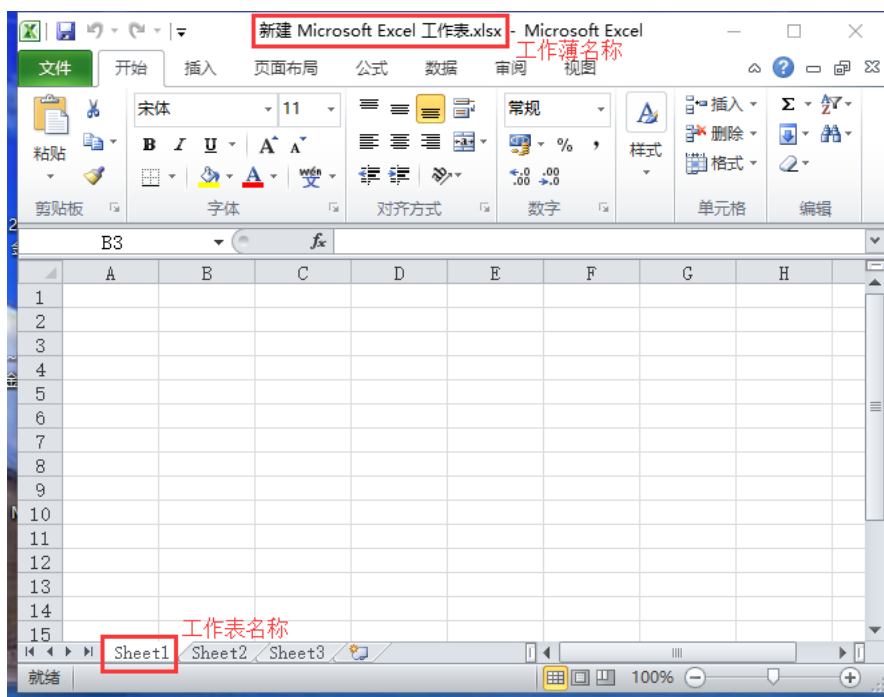 新建 Microsoft Excel 工作表.xlsx - Microsoft Excel
工作薄名称
文件 开始 插入 页面布局 公式 数据 审阅 视图
宋体 11 常规 插入
粘贴 B I U A A % , 样式 删除
wén 文 A .00 .0 格式
剪贴板 字体 对齐方式 数字 单元格 编辑
B3 fx
A B C D E F G H
1
2
3
4
5
6
7
8
9
10
11
12
13
14
15
工作表名称
Sheet1 Sheet2 Sheet3
就绪 100%